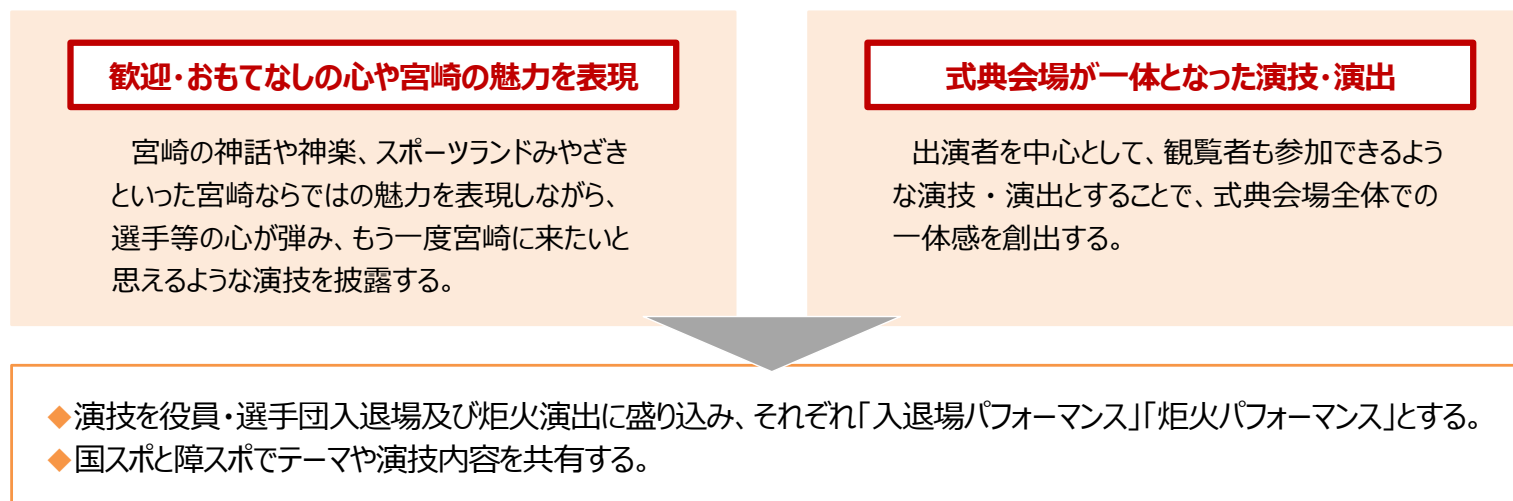 歓迎・おもてなしの心や宮崎の魅力を表現
宮崎の神話や神楽、スポーツランドみやざき
といった宮崎ならではの魅力を表現しながら、
選手等の心が弾み、もう一度宮崎に来たいと
思えるような演技を披露する。
式典会場が一体となった演技・演出
出演者を中心として、観覧者も参加できるよう
な演技・演出とすることで、式典会場全体での
一体感を創出する。
◆演技を役員・選手団入退場及び炬火演出に盛り込み、それぞれ「入退場パフォーマンス」「炬火パフォーマンス」とする。
◆国スポと障スポでテーマや演技内容を共有する。